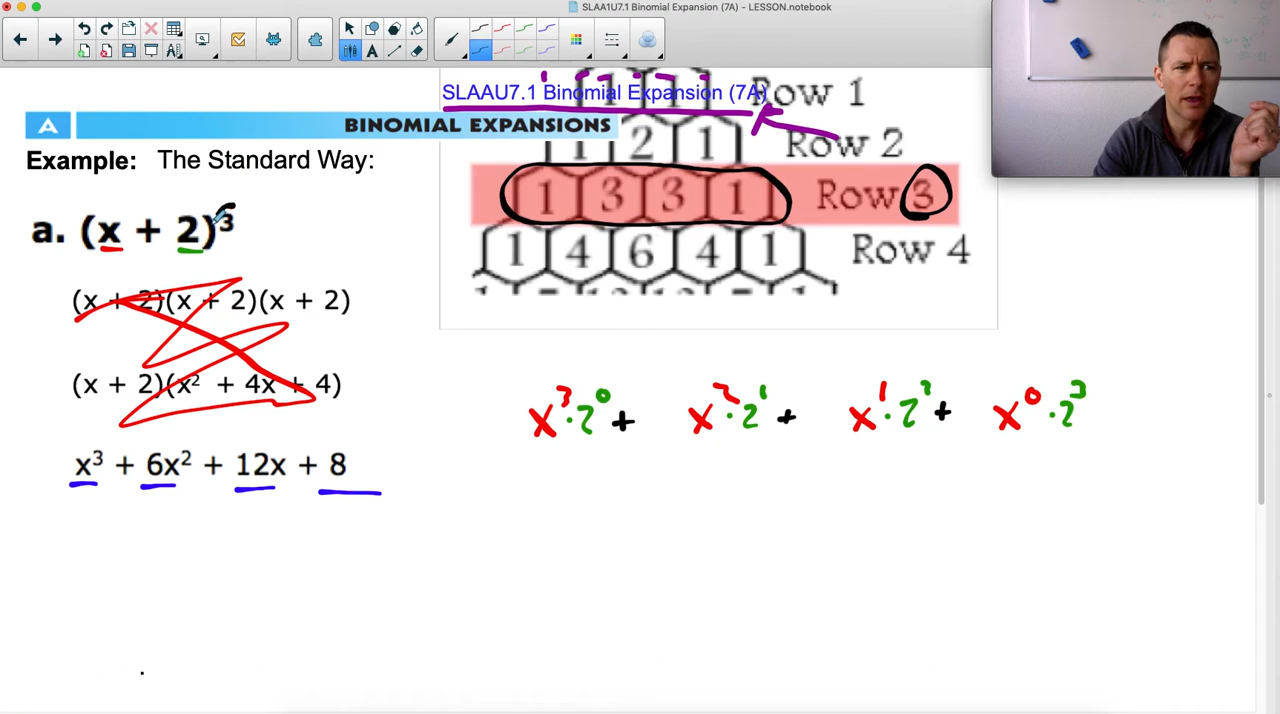 SLAA1U7.1 Binomial Expansion (7A) - LESSON.notebook
SLAAU7.1 Binomial Expansion (7A)
1 1 Row 1
A BINOMIAL EXPANSIONS
1 2 1 Row 2
Example: The Standard Way:
1 3 3 1 Row 3
a. (x + 2)³
1 4 6 4 1 Row 4
(x + 2)(x + 2)(x + 2)
(x + 2)(x² + 4x + 4)
x³·2⁰ + x²·2¹ + x¹·2² + x⁰·2³
x³ + 6x² + 12x + 8